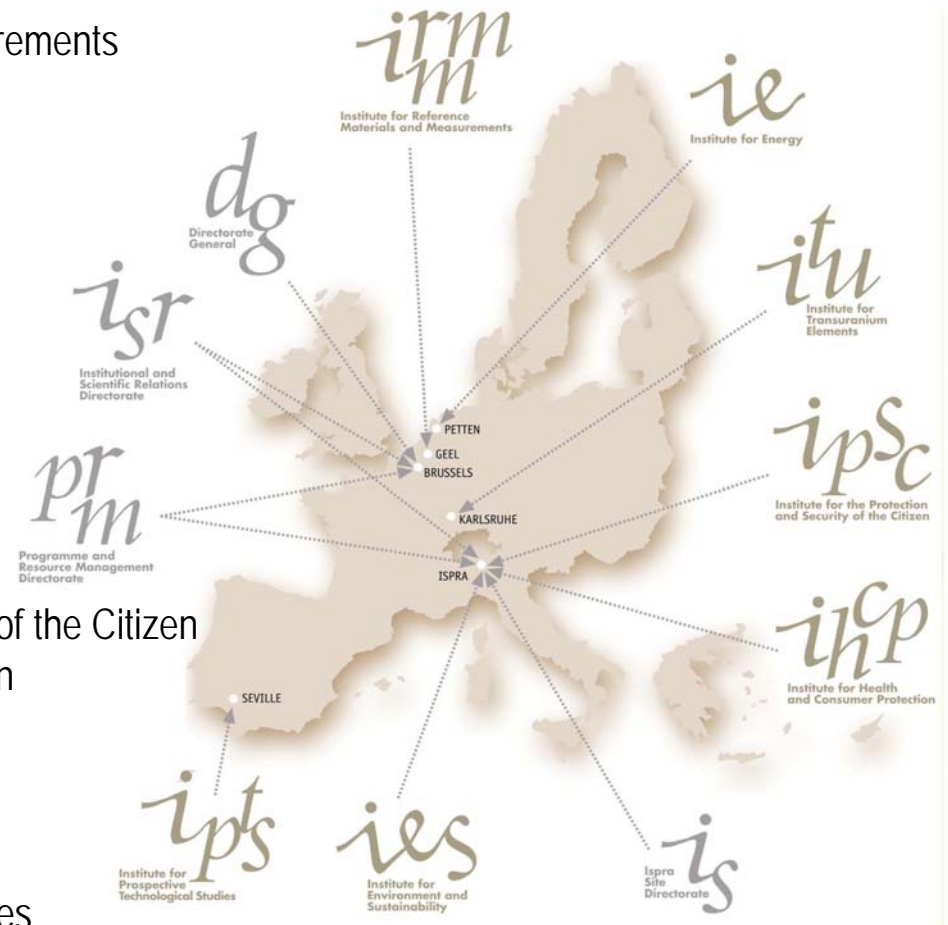 rements
irmm
Institute for Reference
Materials and Measurements
ie
Institute for Energy
dg
Directorate
General
itu
Institute for
Transuranium
Elements
isr
Institutional and
Scientific Relations
Directorate
PETTEN
GEEL
BRUSSELS
ipsc
Institute for the Protection
and Security of the Citizen
prm
Programme and
Resource Management
Directorate
KARLSRUHE
ISPRA
of the Citizen
n
ihcp
Institute for Health
and Consumer Protection
SEVILLE
ipts
Institute for
Prospective
Technological Studies
ies
Institute for
Environment and
Sustainability
is
Ispra
Site
Directorate
es